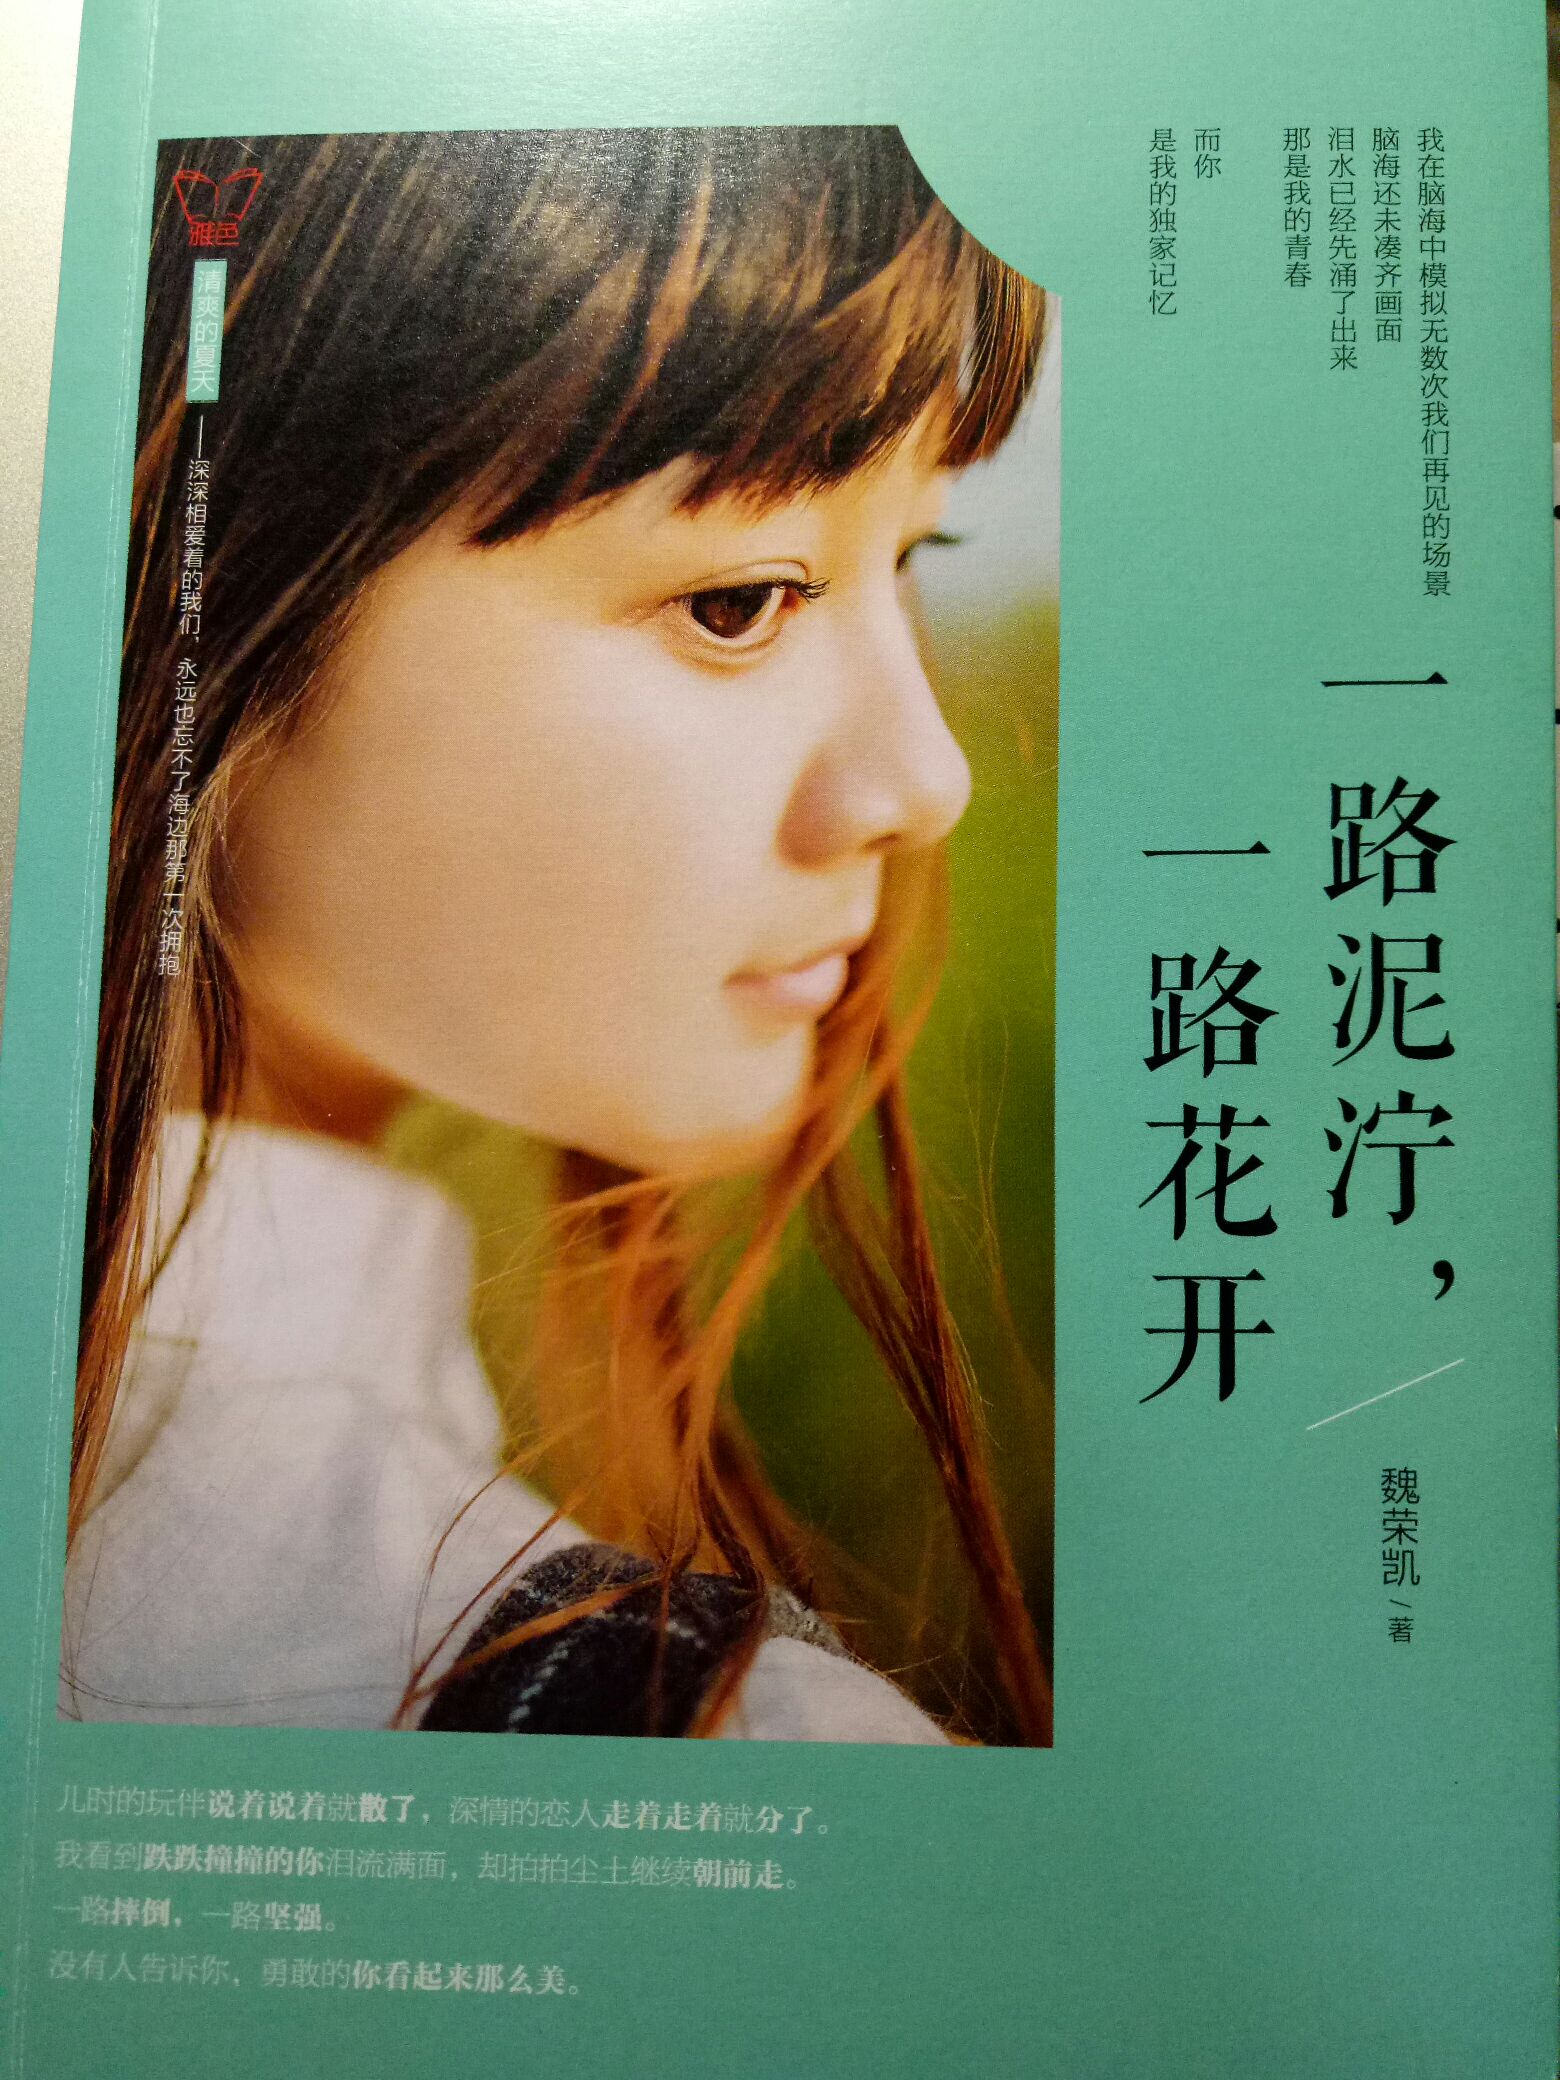 我在脑海中模拟无数次我们再见的场景
脑海还未凑齐画面
泪水已经先涌了出来
那是我的青春
而你
是我的独家记忆
一路泥泞，
一路花开
魏荣凯/著
雅色
清爽的夏天
——深深相爱着的我们，永远也忘不了海边那第一次拥抱
儿时的玩伴说着说着就散了，深情的恋人走着走着就分了。
我看到跌跌撞撞的你泪流满面，却拍拍尘土继续朝前走。
一路摔倒，一路坚强。
没有人告诉你，勇敢的你看起来那么美。